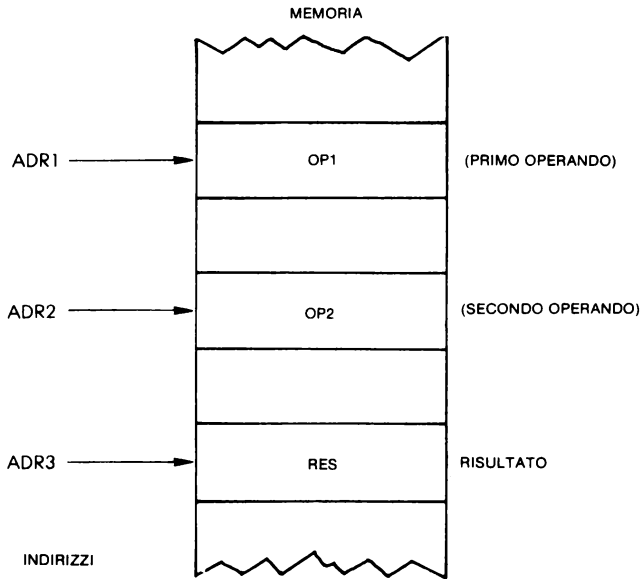 MEMORIA
ADR1 OP1 (PRIMO OPERANDO)
ADR2 OP2 (SECONDO OPERANDO)
ADR3 RES RISULTATO
INDIRIZZI